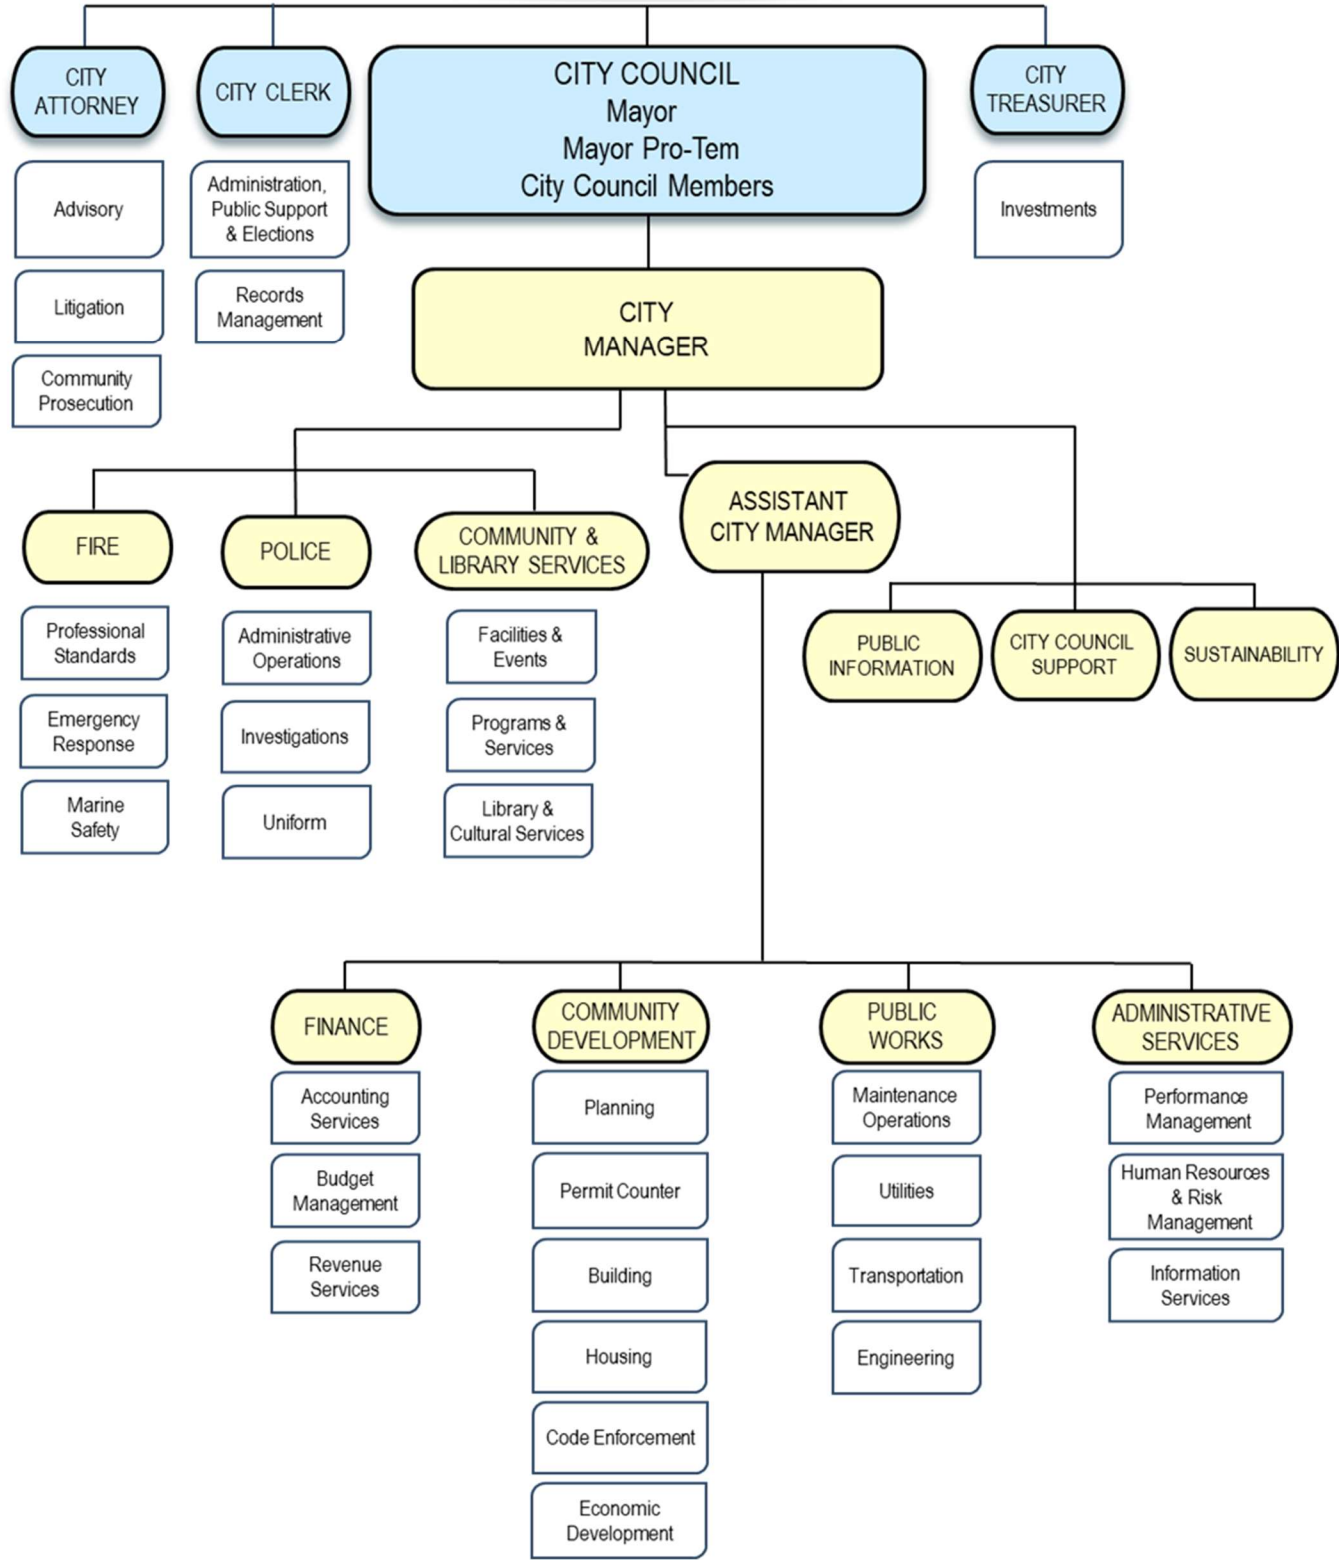 CITY
ATTORNEY
CITY CLERK
CITY COUNCIL
Mayor
Mayor Pro-Tem
City Council Members
CITY
TREASURER
Advisory
Litigation
Community
Prosecution
Administration,
Public Support
& Elections
Records
Management
Investments
CITY
MANAGER
ASSISTANT
CITY MANAGER
FIRE
Professional
Standards
Emergency
Response
Marine
Safety
POLICE
Administrative
Operations
Investigations
Uniform
COMMUNITY &
LIBRARY SERVICES
Facilities &
Events
Programs &
Services
Library &
Cultural Services
PUBLIC
INFORMATION
CITY COUNCIL
SUPPORT
SUSTAINABILITY
FINANCE
Accounting
Services
Budget
Management
Revenue
Services
COMMUNITY
DEVELOPMENT
Planning
Permit Counter
Building
Housing
Code Enforcement
Economic
Development
PUBLIC
WORKS
Maintenance
Operations
Utilities
Transportation
Engineering
ADMINISTRATIVE
SERVICES
Performance
Management
Human Resources
& Risk
Management
Information
Services